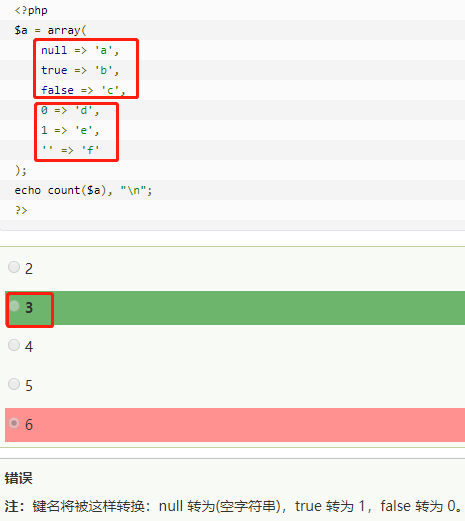 <?php
$a = array(
null => 'a',
true => 'b',
false => 'c',
0 => 'd',
1 => 'e',
'' => 'f'
);
echo count($a), "\n";
?>
2
3
4
5
6
错误
注：键名将被这样转换：null 转为(空字符串)，true 转为 1，false 转为 0。